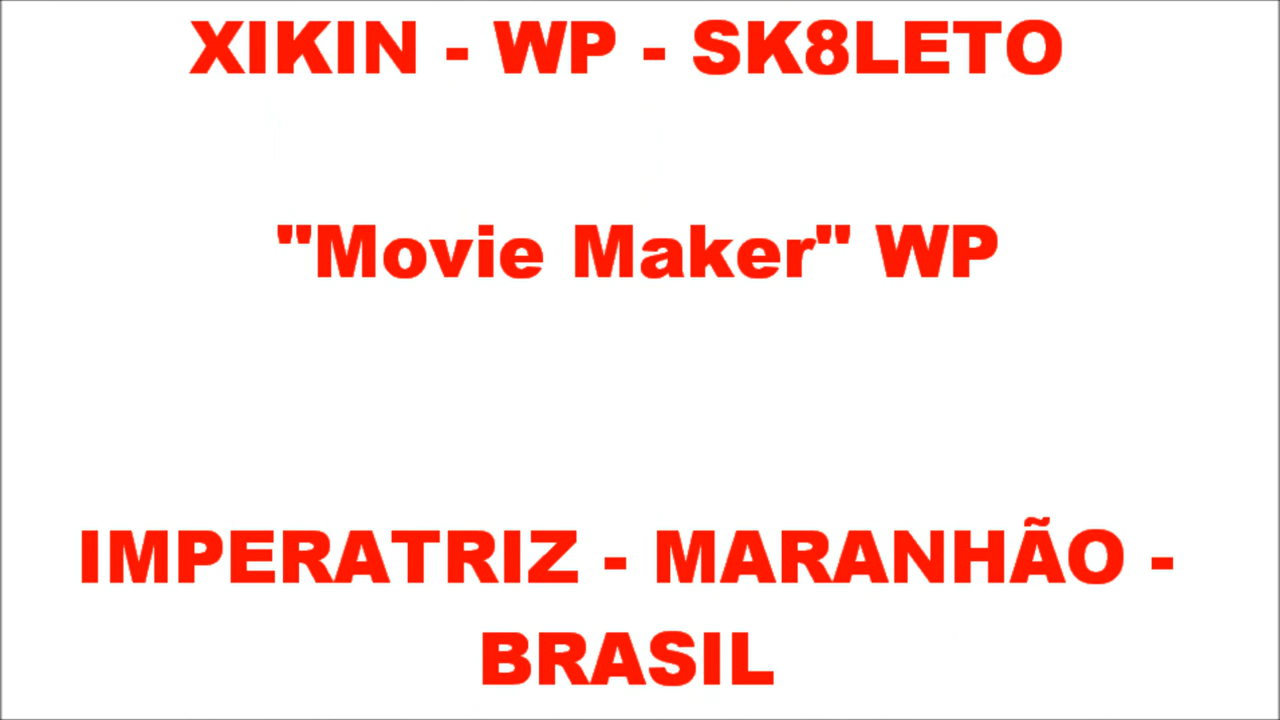 XIKIN - WP - SK8LETO
"Movie Maker" WP
IMPERATRIZ - MARANHÃO -
BRASIL